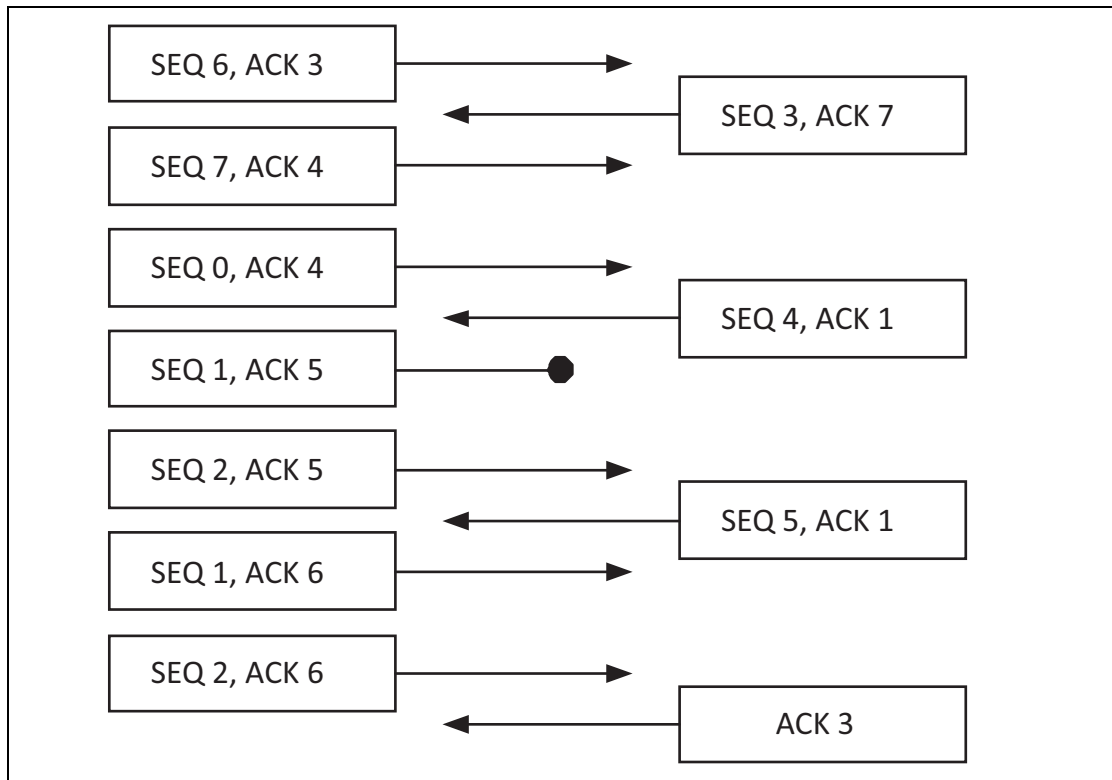 SEQ 6, ACK 3
SEQ 3, ACK 7
SEQ 7, ACK 4
SEQ 0, ACK 4
SEQ 4, ACK 1
SEQ 1, ACK 5
SEQ 2, ACK 5
SEQ 5, ACK 1
SEQ 1, ACK 6
SEQ 2, ACK 6
ACK 3